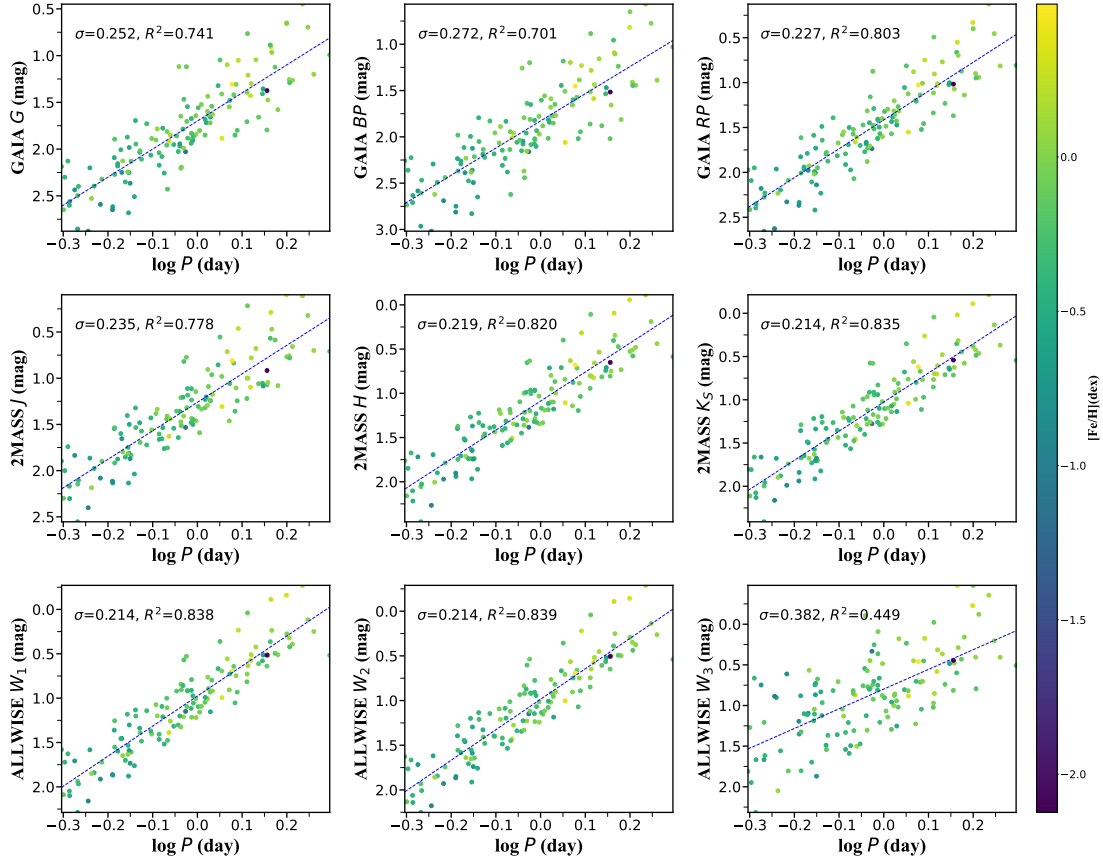 σ=0.252, R²=0.741
GAIA G (mag)
0.5
1.0
1.5
2.0
2.5
−0.3 −0.2 −0.1 0.0 0.1 0.2
log P (day)
σ=0.272, R²=0.701
GAIA BP (mag)
1.0
1.5
2.0
2.5
3.0
−0.3 −0.2 −0.1 0.0 0.1 0.2
log P (day)
σ=0.227, R²=0.803
GAIA RP (mag)
0.5
1.0
1.5
2.0
2.5
−0.3 −0.2 −0.1 0.0 0.1 0.2
log P (day)
σ=0.235, R²=0.778
2MASS J (mag)
0.5
1.0
1.5
2.0
2.5
−0.3 −0.2 −0.1 0.0 0.1 0.2
log P (day)
σ=0.219, R²=0.820
2MASS H (mag)
0.0
0.5
1.0
1.5
2.0
−0.3 −0.2 −0.1 0.0 0.1 0.2
log P (day)
σ=0.214, R²=0.835
2MASS K_S (mag)
0.0
0.5
1.0
1.5
2.0
−0.3 −0.2 −0.1 0.0 0.1 0.2
log P (day)
σ=0.214, R²=0.838
ALLWISE W₁ (mag)
0.0
0.5
1.0
1.5
2.0
−0.3 −0.2 −0.1 0.0 0.1 0.2
log P (day)
σ=0.214, R²=0.839
ALLWISE W₂ (mag)
0.0
0.5
1.0
1.5
2.0
−0.3 −0.2 −0.1 0.0 0.1 0.2
log P (day)
σ=0.382, R²=0.449
ALLWISE W₃ (mag)
0.0
0.5
1.0
1.5
2.0
−0.3 −0.2 −0.1 0.0 0.1 0.2
log P (day)
0.0
−0.5
−1.0
−1.5
−2.0
[Fe/H](dex)